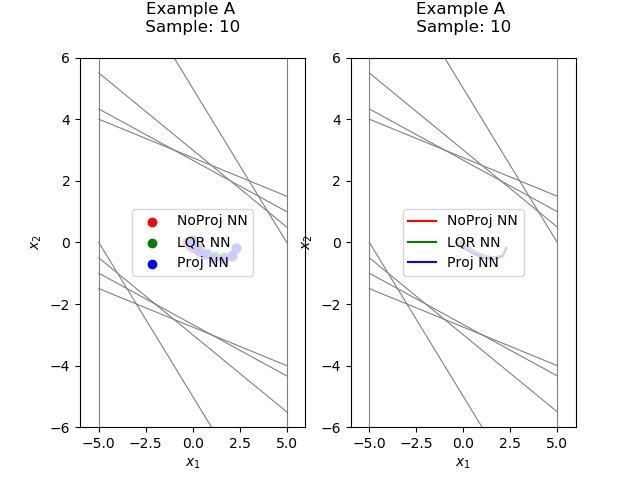 Example A
Sample: 10
Example A
Sample: 10
6
4
2
0
−2
−4
−6
x₂
−5.0
−2.5
0.0
2.5
5.0
x₁
NoProj NN
LQR NN
Proj NN
6
4
2
0
−2
−4
−6
x₂
−5.0
−2.5
0.0
2.5
5.0
x₁
NoProj NN
LQR NN
Proj NN